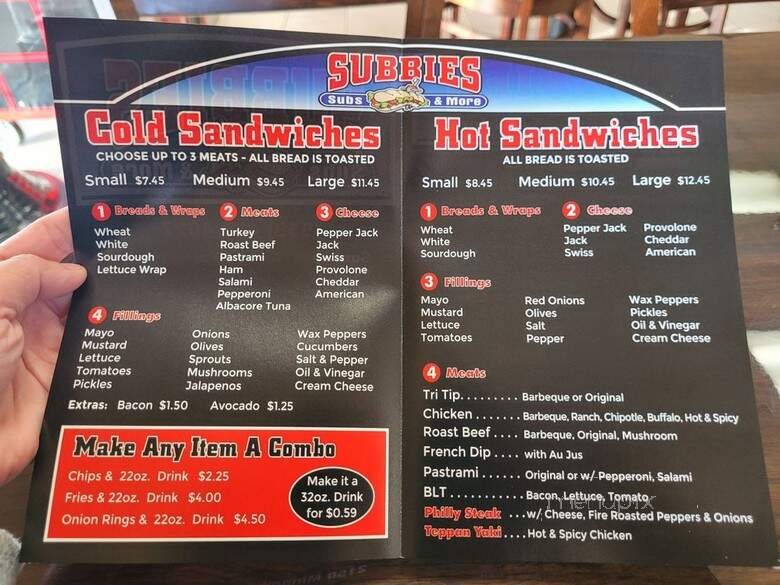 SUBBIES
Subs & More
Cold Sandwiches
CHOOSE UP TO 3 MEATS - ALL BREAD IS TOASTED
Small $7.45 Medium $9.45 Large $11.45
1 Breads & Wraps
Wheat
White
Sourdough
Lettuce Wrap
2 Meats
Turkey
Roast Beef
Pastrami
Ham
Salami
Pepperoni
Albacore Tuna
3 Cheese
Pepper Jack
Jack
Swiss
Provolone
Cheddar
American
4 Fillings
Mayo
Mustard
Lettuce
Tomatoes
Pickles
Onions
Olives
Sprouts
Mushrooms
Jalapenos
Wax Peppers
Cucumbers
Salt & Pepper
Oil & Vinegar
Cream Cheese
Extras: Bacon $1.50 Avocado $1.25
Make Any Item A Combo
Chips & 22oz. Drink $2.25
Fries & 22oz. Drink $4.00
Onion Rings & 22oz. Drink $4.50
Make it a
32oz. Drink
for $0.59
Hot Sandwiches
ALL BREAD IS TOASTED
Small $8.45 Medium $10.45 Large $12.45
1 Breads & Wraps
Wheat
White
Sourdough
2 Cheese
Pepper Jack
Jack
Swiss
Provolone
Cheddar
American
3 Fillings
Mayo
Mustard
Lettuce
Tomatoes
Red Onions
Olives
Salt
Pepper
Wax Peppers
Pickles
Oil & Vinegar
Cream Cheese
4 Meats
Tri Tip..... Barbeque or Original
Chicken....... Barbeque, Ranch, Chipotle, Buffalo, Hot & Spicy
Roast Beef.... Barbeque, Original, Mushroom
French Dip.... with Au Jus
Pastrami...... Original or w/ Pepperoni, Salami
BLT........... Bacon, Lettuce, Tomato
Philly Steak ...w/ Cheese, Fire Roasted Peppers & Onions
Teppan Yaki....Hot & Spicy Chicken
menupix